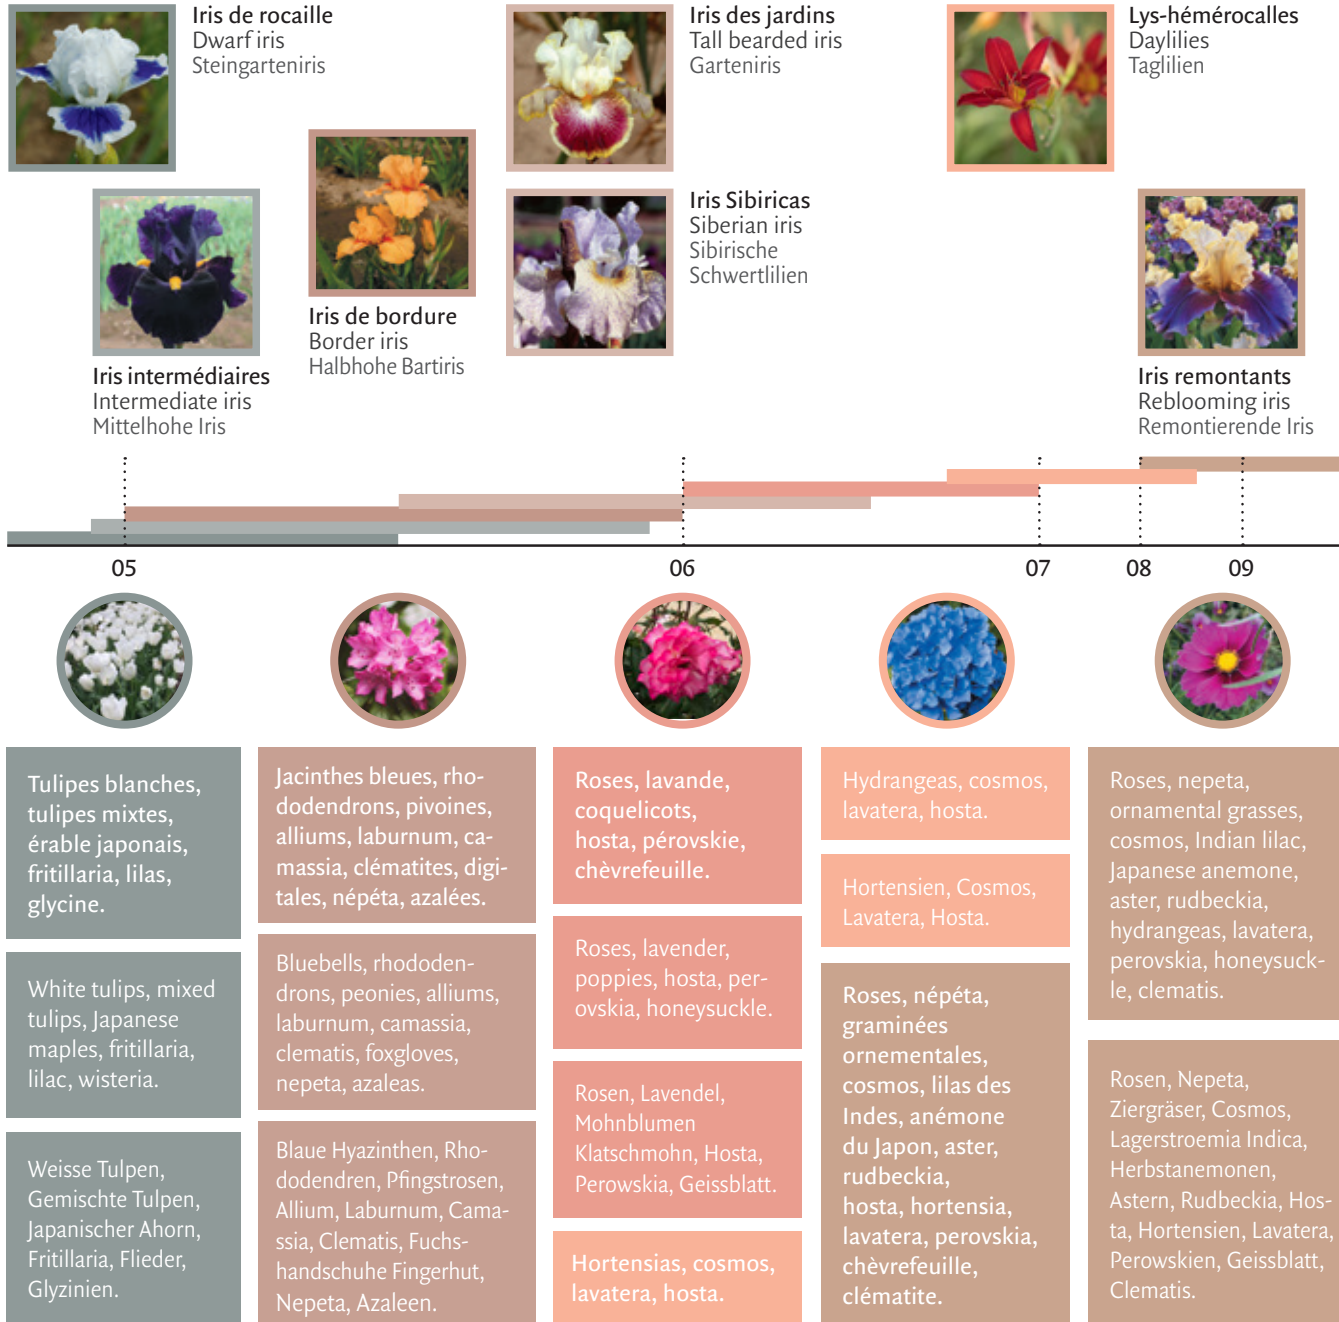 Iris de rocaille
Dwarf iris
Steingarteniris
Iris des jardins
Tall bearded iris
Garteniris
Lys-hémérocalles
Daylilies
Taglilien
Iris Sibiricas
Siberian iris
Sibirische
Schwertlilien
Iris de bordure
Border iris
Halbhohe Bartiris
Iris intermédiaires
Intermediate iris
Mittelhohe Iris
Iris remontants
Reblooming iris
Remontierende Iris
05
06
07
08
09
Tulipes blanches,
tulipes mixtes,
érable japonais,
fritillaria, lilas,
glycine.
White tulips, mixed
tulips, Japanese
maples, fritillaria,
lilac, wisteria.
Weisse Tulpen,
Gemischte Tulpen,
Japanischer Ahorn,
Fritillaria, Flieder,
Glyzinien.
Jacinthes bleues, rho-
dodendrons, pivoines,
alliums, laburnum, ca-
massia, clématites, digi-
tales, népéta, azalées.
Bluebells, rhododen-
drons, peonies, alliums,
laburnum, camassia,
clematis, foxgloves,
nepeta, azaleas.
Blaue Hyazinthen, Rho-
dodendren, Pfingstrosen,
Allium, Laburnum, Cama-
ssia, Clematis, Fuchs-
handschuhe Fingerhut,
Nepeta, Azaleen.
Roses, lavande,
coquelicots,
hosta, pérovskie,
chèvrefeuille.
Roses, lavender,
poppies, hosta, per-
ovskia, honeysuckle.
Rosen, Lavendel,
Mohnblumen
Klatschmohn, Hosta,
Perowskia, Geissblatt.
Hortensias, cosmos,
lavatera, hosta.
Hydrangeas, cosmos,
lavatera, hosta.
Hortensien, Cosmos,
Lavatera, Hosta.
Roses, népéta,
graminées
ornementales,
cosmos, lilas des
Indes, anémone
du Japon, aster,
rudbeckia,
hosta, hortensia,
lavatera, perovskia,
chèvrefeuille,
clématite.
Roses, nepeta,
ornamental grasses,
cosmos, Indian lilac,
Japanese anemone,
aster, rudbeckia,
hydrangeas, lavatera,
perovskia, honeysuck-
le, clematis.
Rosen, Nepeta,
Ziergräser, Cosmos,
Lagerstroemia Indica,
Herbstanemonen,
Astern, Rudbeckia, Hos-
ta, Hortensien, Lavatera,
Perowskien, Geissblatt,
Clematis.